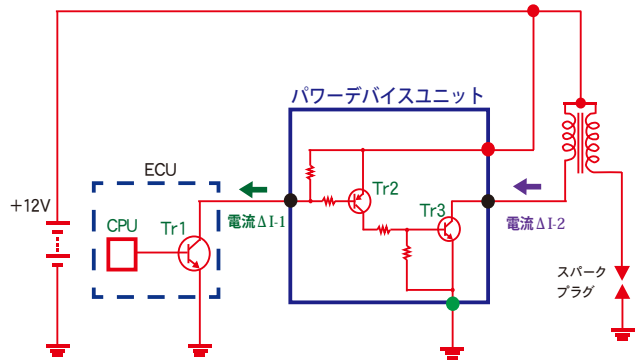 パワーデバイスユニット
ECU
+12V
CPU
Tr1
電流ΔI-1
Tr2
Tr3
電流ΔI-2
スパーク
プラグ